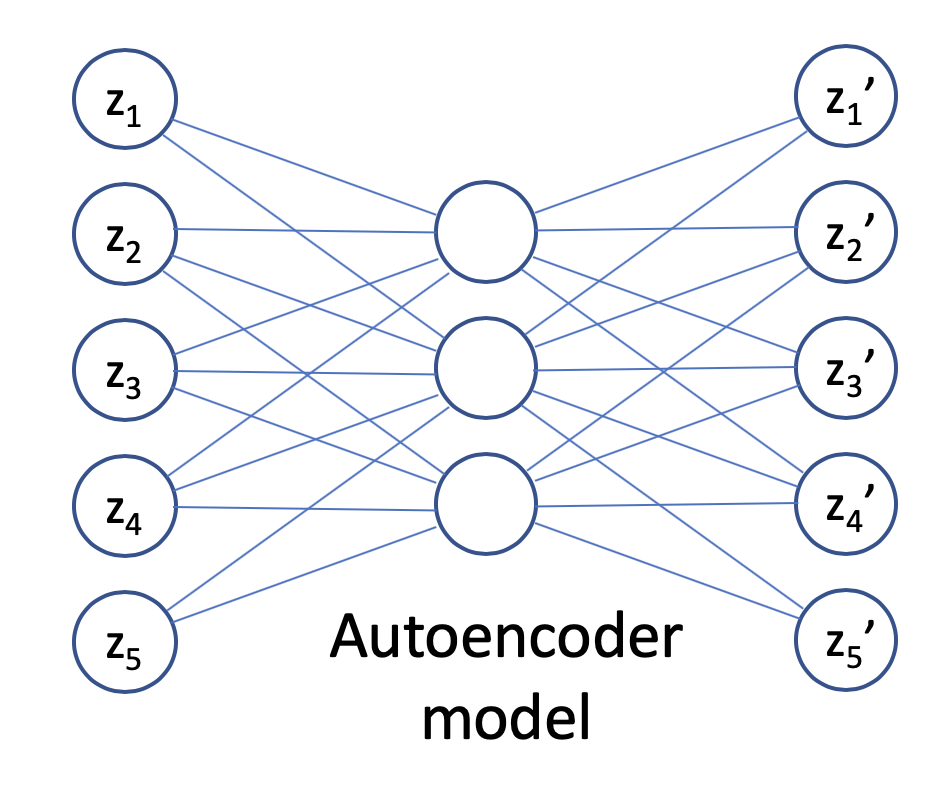 z₁
z₁’
z₂
z₂’
z₃
z₃’
z₄
z₄’
z₅
z₅’
Autoencoder
model